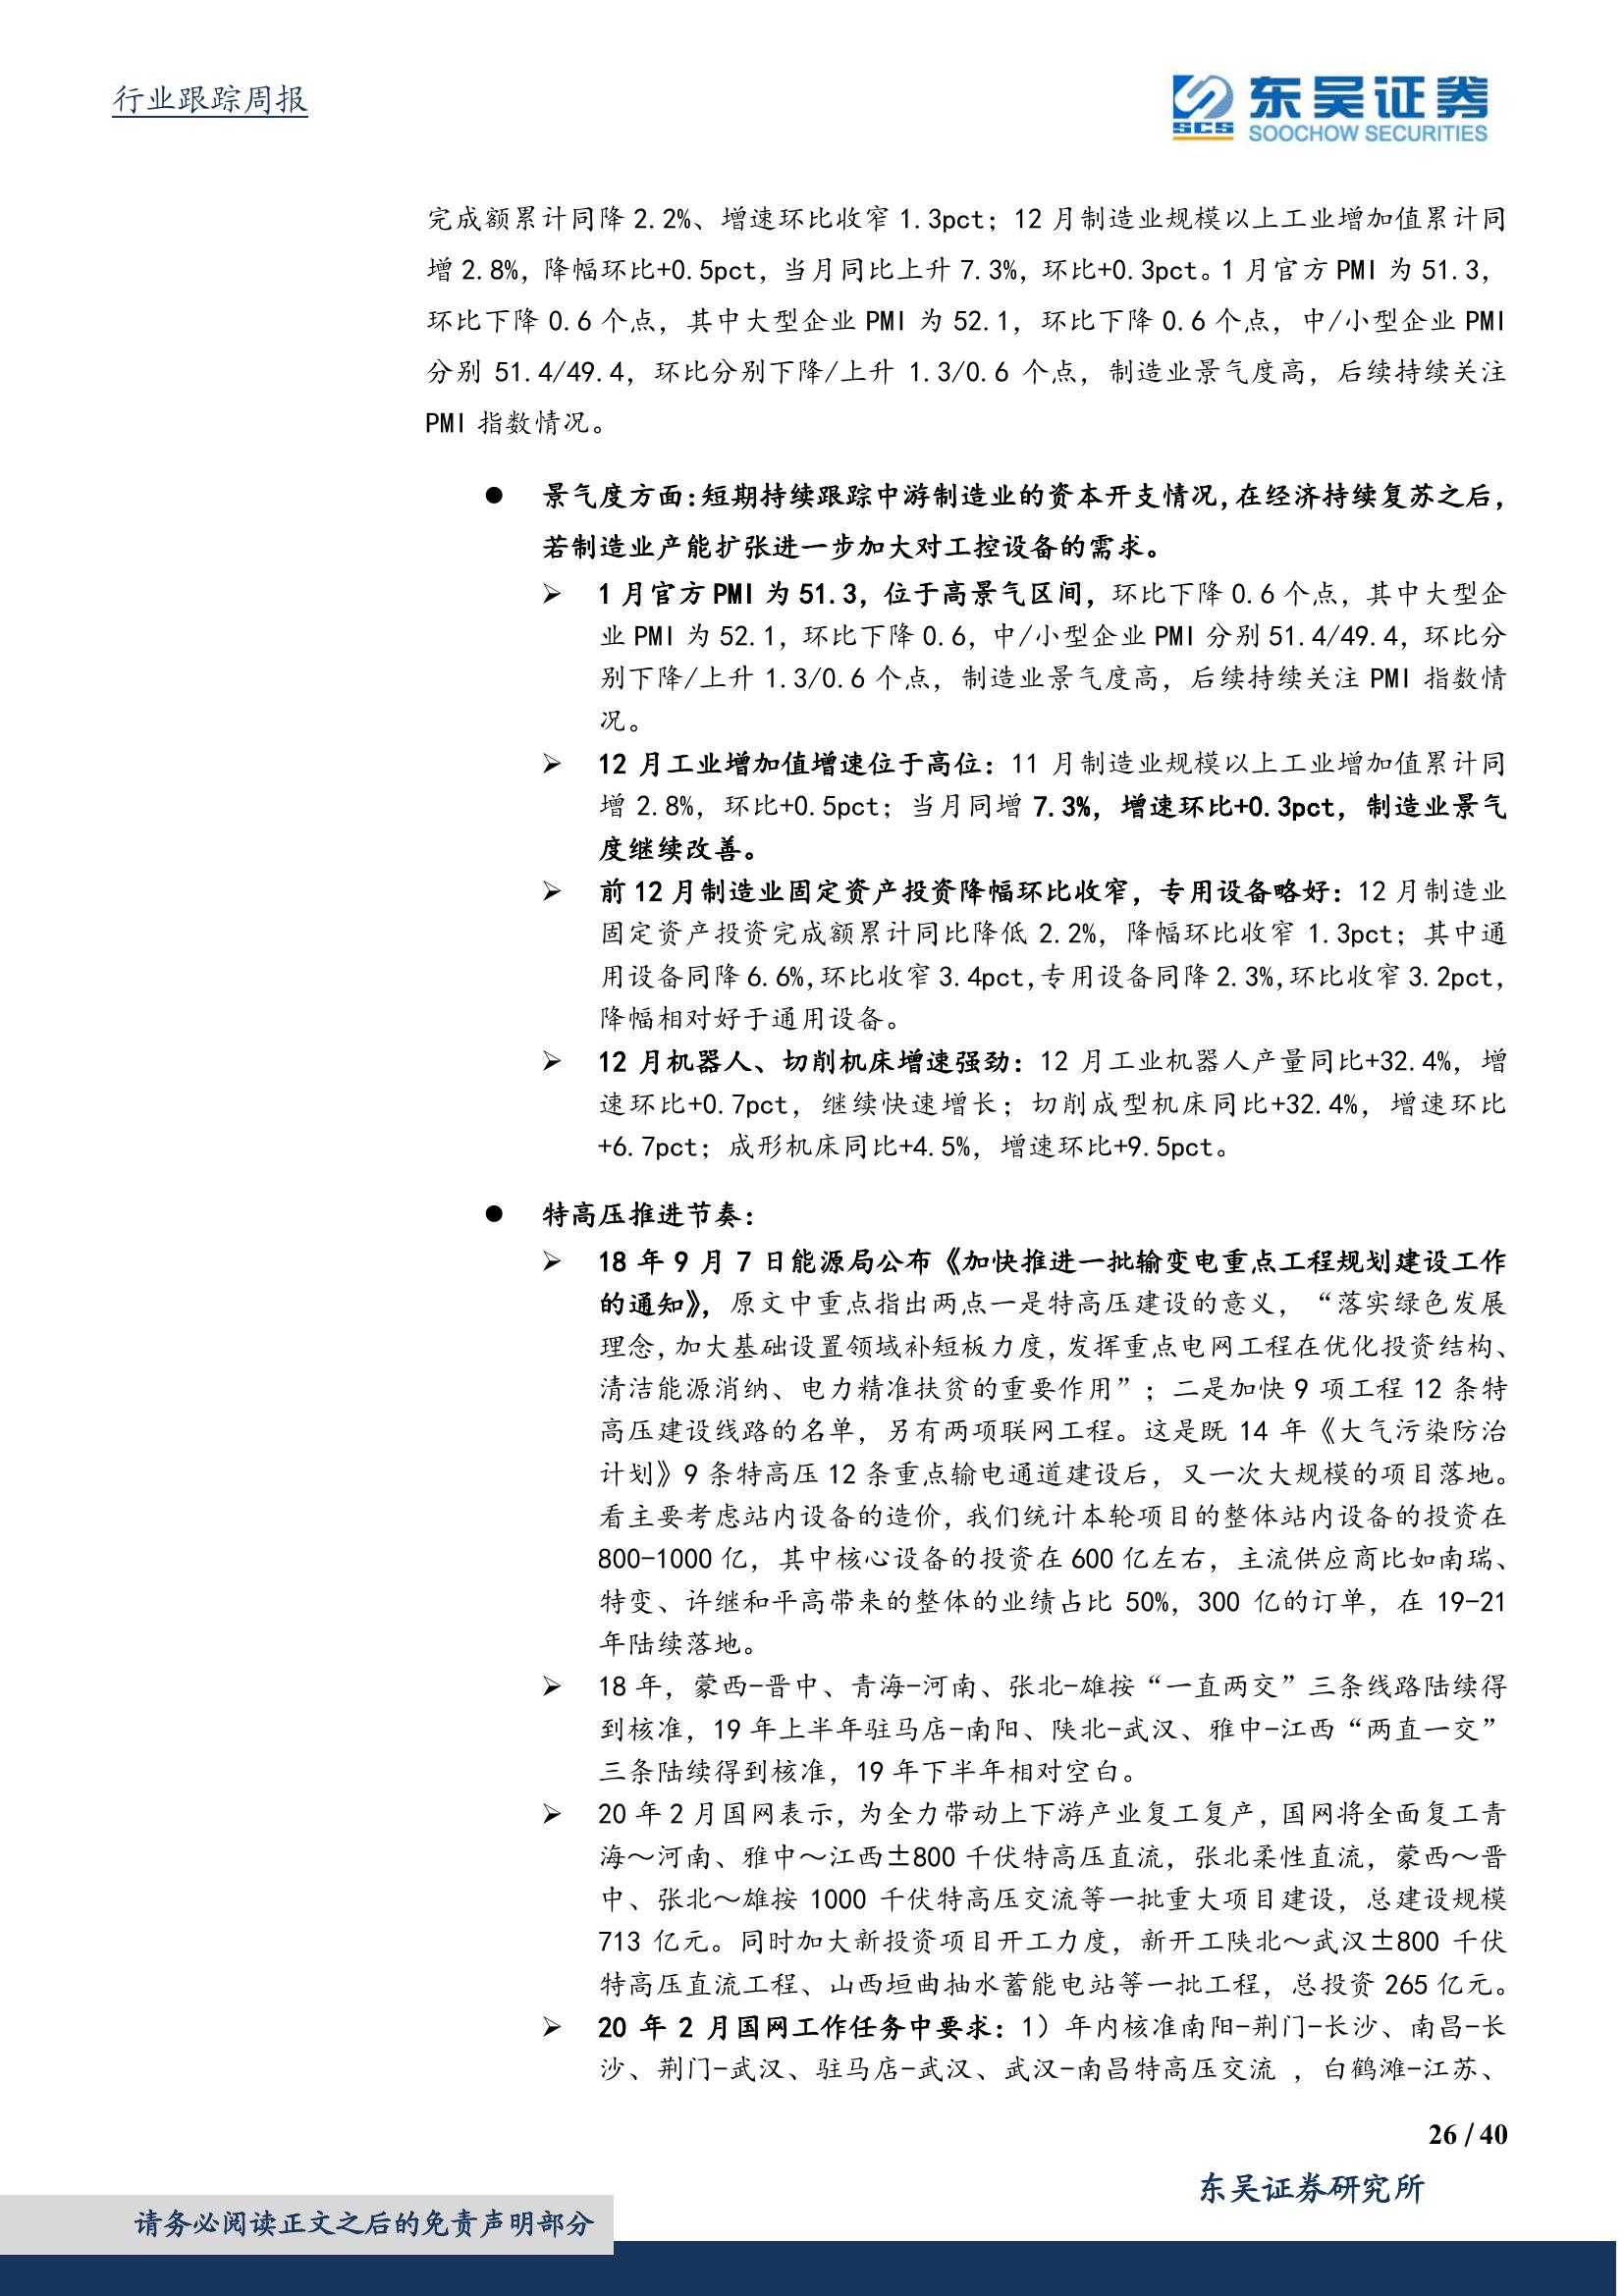 行业跟踪周报
东吴证券
SCS
SOOCHOW SECURITIES
完成额累计同降 2.2%、增速环比收窄 1.3pct；12 月制造业规模以上工业增加值累计同
增 2.8%，降幅环比+0.5pct，当月同比上升 7.3%，环比+0.3pct。1 月官方 PMI 为 51.3，
环比下降 0.6 个点，其中大型企业 PMI 为 52.1，环比下降 0.6 个点，中/小型企业 PMI
分别 51.4/49.4，环比分别下降/上升 1.3/0.6 个点，制造业景气度高，后续持续关注
PMI 指数情况。
● 景气度方面：短期持续跟踪中游制造业的资本开支情况，在经济持续复苏之后，
若制造业产能扩张进一步加大对工控设备的需求。
➢ 1 月官方 PMI 为 51.3，位于高景气区间，环比下降 0.6 个点，其中大型企
业 PMI 为 52.1，环比下降 0.6，中/小型企业 PMI 分别 51.4/49.4，环比分
别下降/上升 1.3/0.6 个点，制造业景气度高，后续持续关注 PMI 指数情
况。
➢ 12 月工业增加值增速位于高位：11 月制造业规模以上工业增加值累计同
增 2.8%，环比+0.5pct；当月同增 7.3%，增速环比+0.3pct，制造业景气
度继续改善。
➢ 前 12 月制造业固定资产投资降幅环比收窄，专用设备略好：12 月制造业
固定资产投资完成额累计同比降低 2.2%，降幅环比收窄 1.3pct；其中通
用设备同降 6.6%，环比收窄 3.4pct，专用设备同降 2.3%，环比收窄 3.2pct，
降幅相对好于通用设备。
➢ 12 月机器人、切削机床增速强劲：12 月工业机器人产量同比+32.4%，增
速环比+0.7pct，继续快速增长；切削成型机床同比+32.4%，增速环比
+6.7pct；成形机床同比+4.5%，增速环比+9.5pct。
● 特高压推进节奏：
➢ 18 年 9 月 7 日能源局公布《加快推进一批输变电重点工程规划建设工作
的通知》，原文中重点指出两点一是特高压建设的意义，“落实绿色发展
理念，加大基础设置领域补短板力度，发挥重点电网工程在优化投资结构、
清洁能源消纳、电力精准扶贫的重要作用”；二是加快 9 项工程 12 条特
高压建设线路的名单，另有两项联网工程。这是既 14 年《大气污染防治
计划》9 条特高压 12 条重点输电通道建设后，又一次大规模的项目落地。
看主要考虑站内设备的造价，我们统计本轮项目的整体站内设备的投资在
800-1000 亿，其中核心设备的投资在 600 亿左右，主流供应商比如南瑞、
特变、许继和平高带来的整体的业绩占比 50%，300 亿的订单，在 19-21
年陆续落地。
➢ 18 年，蒙西-晋中、青海-河南、张北-雄按“一直两交”三条线路陆续得
到核准，19 年上半年驻马店-南阳、陕北-武汉、雅中-江西“两直一交”
三条陆续得到核准，19 年下半年相对空白。
➢ 20 年 2 月国网表示，为全力带动上下游产业复工复产，国网将全面复工青
海～河南、雅中～江西±800 千伏特高压直流，张北柔性直流，蒙西～晋
中、张北～雄按 1000 千伏特高压交流等一批重大项目建设，总建设规模
713 亿元。同时加大新投资项目开工力度，新开工陕北～武汉±800 千伏
特高压直流工程、山西垣曲抽水蓄能电站等一批工程，总投资 265 亿元。
➢ 20 年 2 月国网工作任务中要求：1）年内核准南阳-荆门-长沙、南昌-长
沙、荆门-武汉、驻马店-武汉、武汉-南昌特高压交流 ，白鹤滩-江苏、
26 / 40
东吴证券研究所
请务必阅读正文之后的免责声明部分